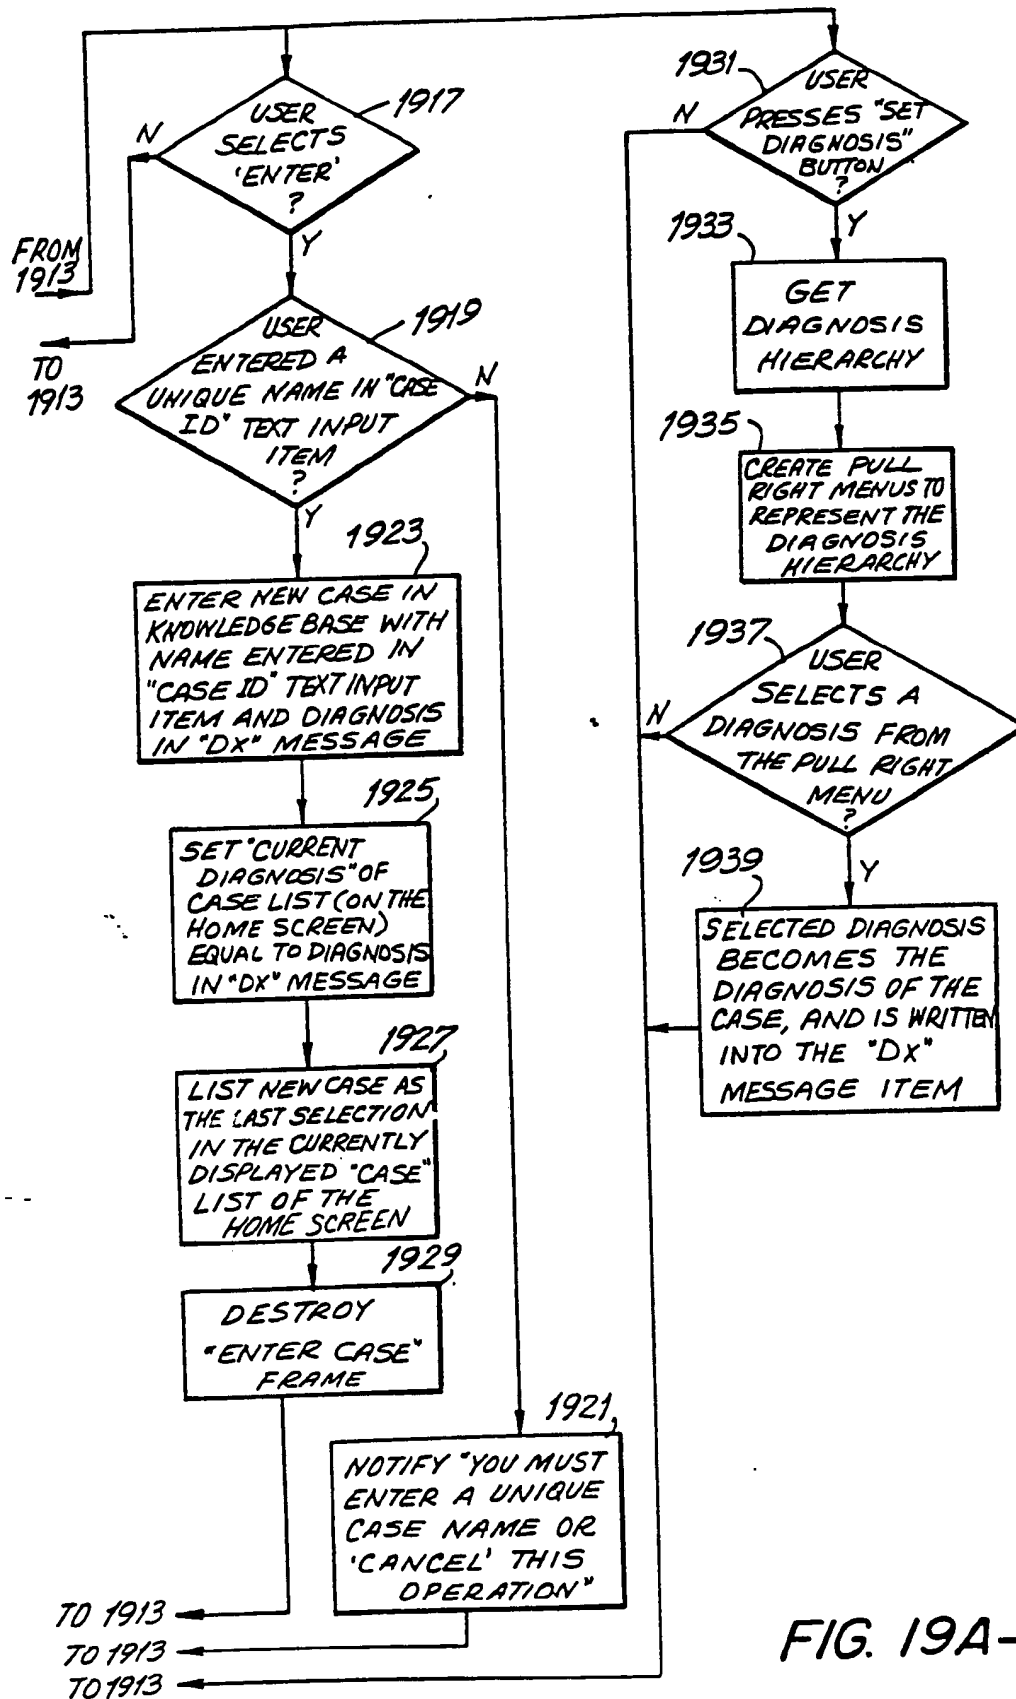 1917
USER
SELECTS
'ENTER'
?
N
Y
FROM
1913
TO
1913
1919
USER
ENTERED A
UNIQUE NAME IN "CASE
ID" TEXT INPUT
ITEM
?
N
Y
1923
ENTER NEW CASE IN
KNOWLEDGE BASE WITH
NAME ENTERED IN
"CASE ID" TEXT INPUT
ITEM AND DIAGNOSIS
IN "DX" MESSAGE
1925
SET "CURRENT
DIAGNOSIS" OF
CASE LIST (ON THE
HOME SCREEN)
EQUAL TO DIAGNOSIS
IN "DX" MESSAGE
1927
LIST NEW CASE AS
THE LAST SELECTION
IN THE CURRENTLY
DISPLAYED "CASE"
LIST OF THE
HOME SCREEN
1929
DESTROY
"ENTER CASE"
FRAME
1921
NOTIFY "YOU MUST
ENTER A UNIQUE
CASE NAME OR
'CANCEL' THIS
OPERATION"
TO 1913
TO 1913
TO 1913
1931
USER
PRESSES "SET
DIAGNOSIS"
BUTTON
?
N
Y
1933
GET
DIAGNOSIS
HIERARCHY
1935
CREATE PULL
RIGHT MENUS TO
REPRESENT THE
DIAGNOSIS
HIERARCHY
1937
USER
SELECTS A
DIAGNOSIS FROM
THE PULL RIGHT
MENU
?
N
Y
1939
SELECTED DIAGNOSIS
BECOMES THE
DIAGNOSIS OF THE
CASE, AND IS WRITTEN
INTO THE "DX"
MESSAGE ITEM
FIG. 19A-